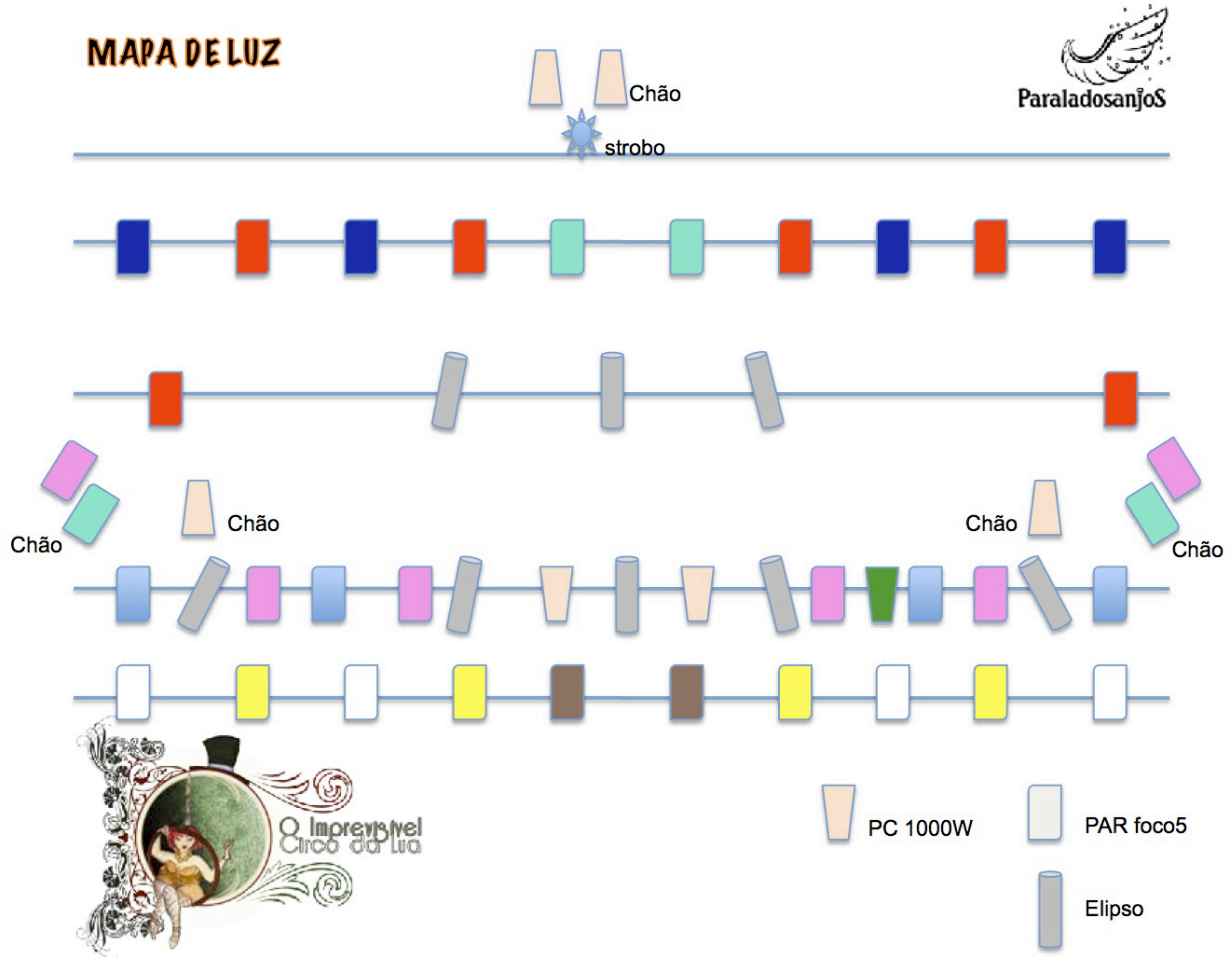 MAPA DE LUZ
Chão
ParaladosanjoS
strobo
Chão
Chão
Chão
Chão
O Imprevisível
Circo da Lua
PC 1000W
PAR foco5
Elipso